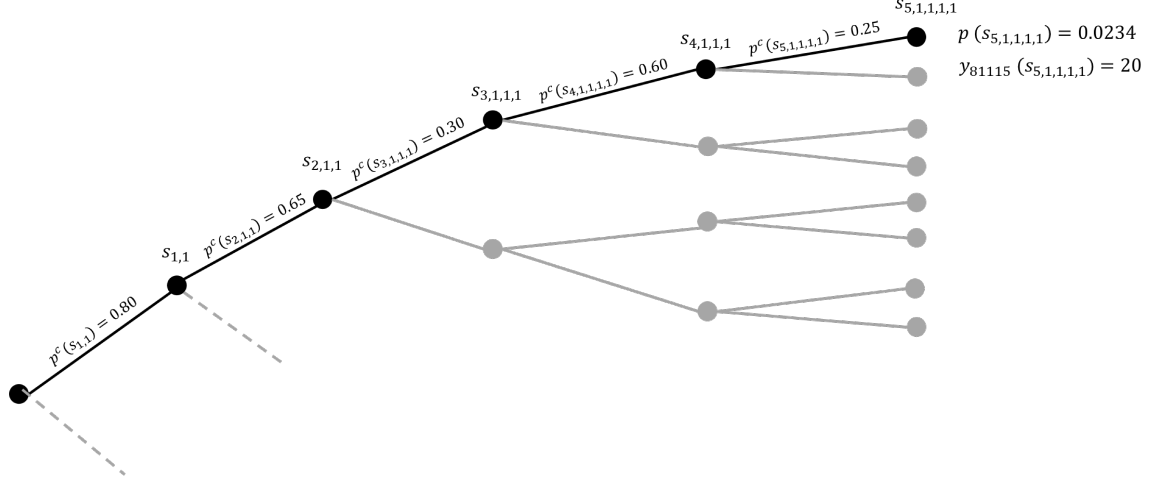 s5,1,1,1,1
p (s5,1,1,1,1) = 0.0234
y81115 (s5,1,1,1,1) = 20
s4,1,1,1
pᶜ(s5,1,1,1,1) = 0.25
s3,1,1,1
pᶜ(s4,1,1,1,1) = 0.60
s2,1,1
pᶜ(s3,1,1,1) = 0.30
s1,1
pᶜ(s2,1,1) = 0.65
pᶜ(s1,1) = 0.80